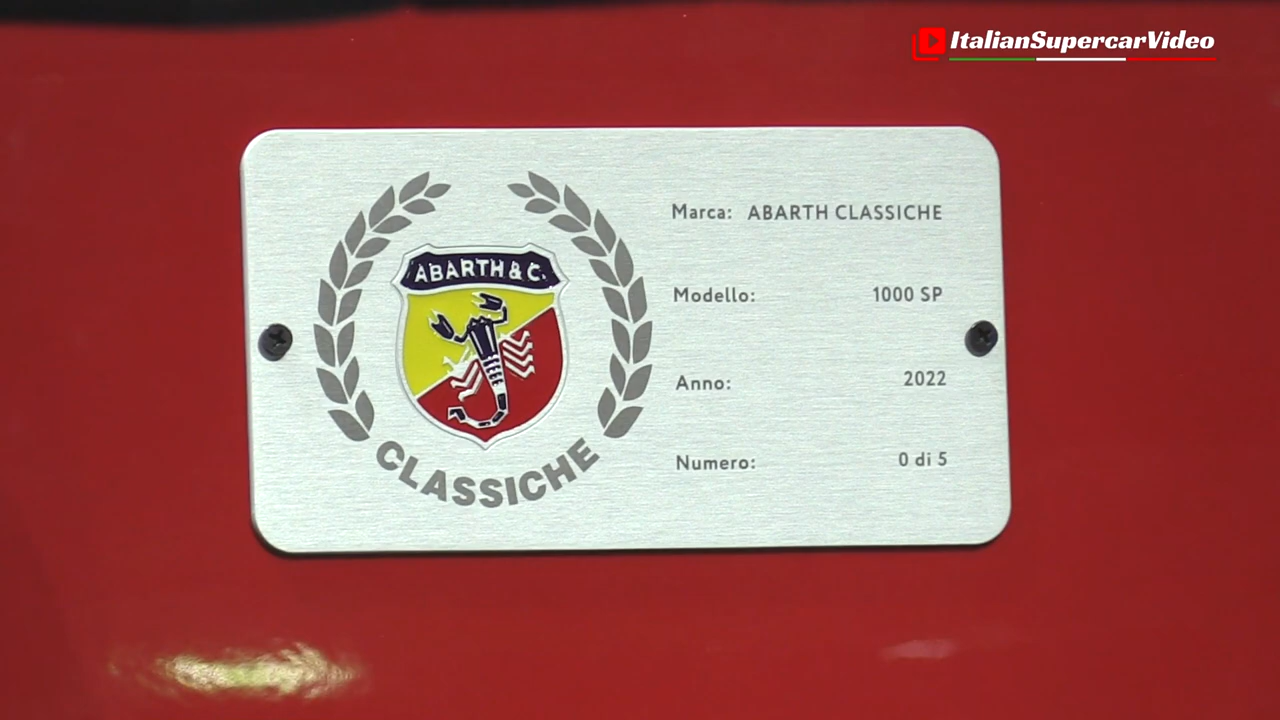 ItalianSupercarVideo
ABARTH & C.
CLASSICHE
Marca: ABARTH CLASSICHE
Modello: 1000 SP
Anno: 2022
Numero: 0 di 5